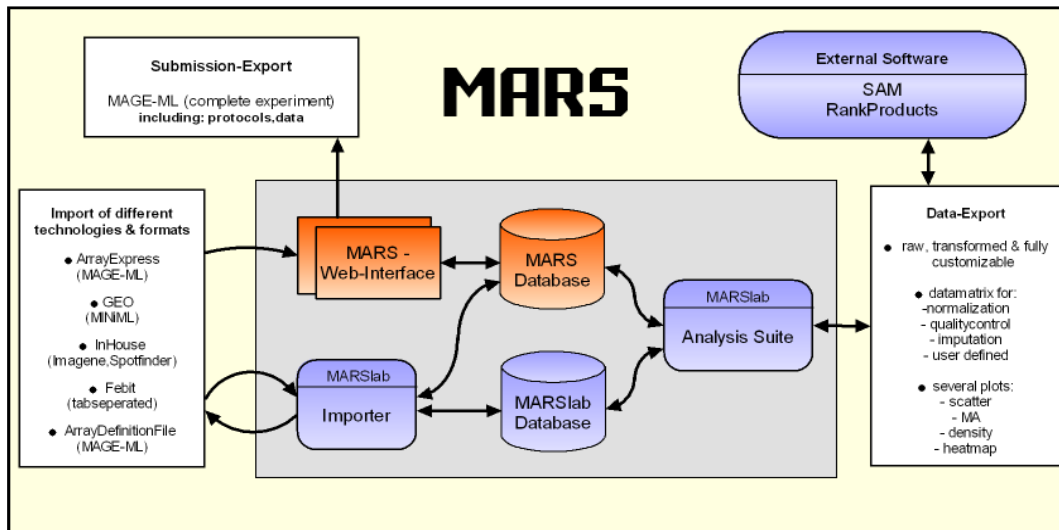 MARS
Submission-Export
MAGE-ML (complete experiment)
including: protocols,data
External Software
SAM
RankProducts
Import of different
technologies & formats
● ArrayExpress
(MAGE-ML)
● GEO
(MINiML)
● InHouse
(Imagene,Spotfinder)
● Febit
(tabseperated)
● ArrayDefinitionFile
(MAGE-ML)
MARS -
Web-Interface
MARS
Database
MARSlab
Importer
MARSlab
Database
MARSlab
Analysis Suite
Data-Export
● raw, transformed & fully
customizable
● datamatrix for:
-normalization
- qualitycontrol
- imputation
- user defined
● several plots:
- scatter
- MA
- density
- heatmap